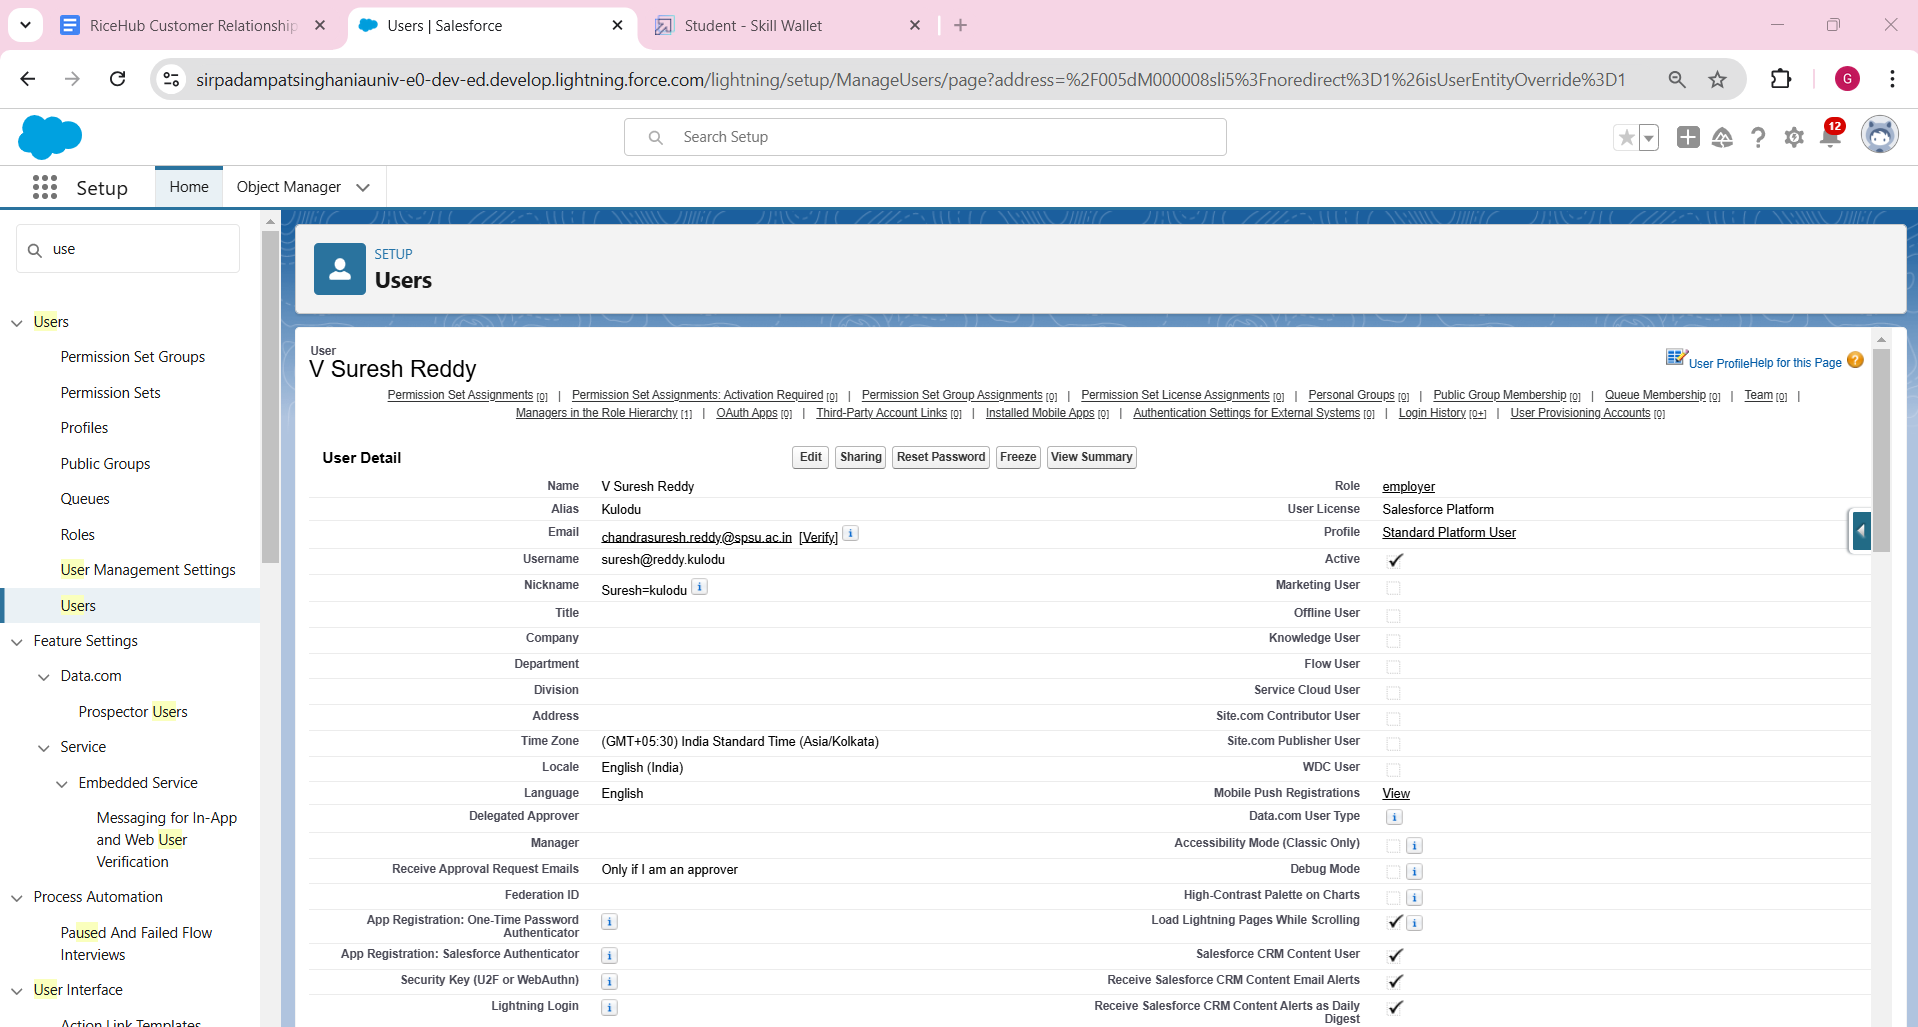 RiceHub Customer Relationship
Users | Salesforce
Student - Skill Wallet
sirpadampatsinghaniauniv-e0-dev-ed.develop.lightning.force.com/lightning/setup/ManageUsers/page?address=%2F005dM000008sli5%3Fnoredirect%3D1%26isUserEntityOverride%3D1
G
Search Setup
12
Setup
Home
Object Manager
use
Users
Permission Set Groups
Permission Sets
Profiles
Public Groups
Queues
Roles
User Management Settings
Users
Feature Settings
Data.com
Prospector Users
Service
Embedded Service
Messaging for In-App
and Web User
Verification
Process Automation
Paused And Failed Flow
Interviews
User Interface
Action Link Templates
SETUP
Users
User
V Suresh Reddy
User Profile Help for this Page ?
Permission Set Assignments [0] | Permission Set Assignments: Activation Required [0] | Permission Set Group Assignments [0] | Permission Set License Assignments [0] | Personal Groups [0] | Public Group Membership [0] | Queue Membership [0] | Team [0] |
Managers in the Role Hierarchy [1] | OAuth Apps [0] | Third-Party Account Links [0] | Installed Mobile Apps [0] | Authentication Settings for External Systems [0] | Login History [0+] | User Provisioning Accounts [0]
User Detail
Edit Sharing Reset Password Freeze View Summary
Name V Suresh Reddy Role employer
Alias Kulodu User License Salesforce Platform
Email chandrasuresh.reddy@spsu.ac.in [Verify] i Profile Standard Platform User
Username suresh@reddy.kulodu Active
Nickname Suresh=kulodu i Marketing User
Title Offline User
Company Knowledge User
Department Flow User
Division Service Cloud User
Address Site.com Contributor User
Time Zone (GMT+05:30) India Standard Time (Asia/Kolkata) Site.com Publisher User
Locale English (India) WDC User
Language English Mobile Push Registrations View
Delegated Approver Data.com User Type i
Manager Accessibility Mode (Classic Only) i
Receive Approval Request Emails Only if I am an approver Debug Mode i
Federation ID High-Contrast Palette on Charts i
App Registration: One-Time Password
Authenticator i Load Lightning Pages While Scrolling i
App Registration: Salesforce Authenticator i Salesforce CRM Content User
Security Key (U2F or WebAuthn) i Receive Salesforce CRM Content Email Alerts
Lightning Login i Receive Salesforce CRM Content Alerts as Daily
Digest